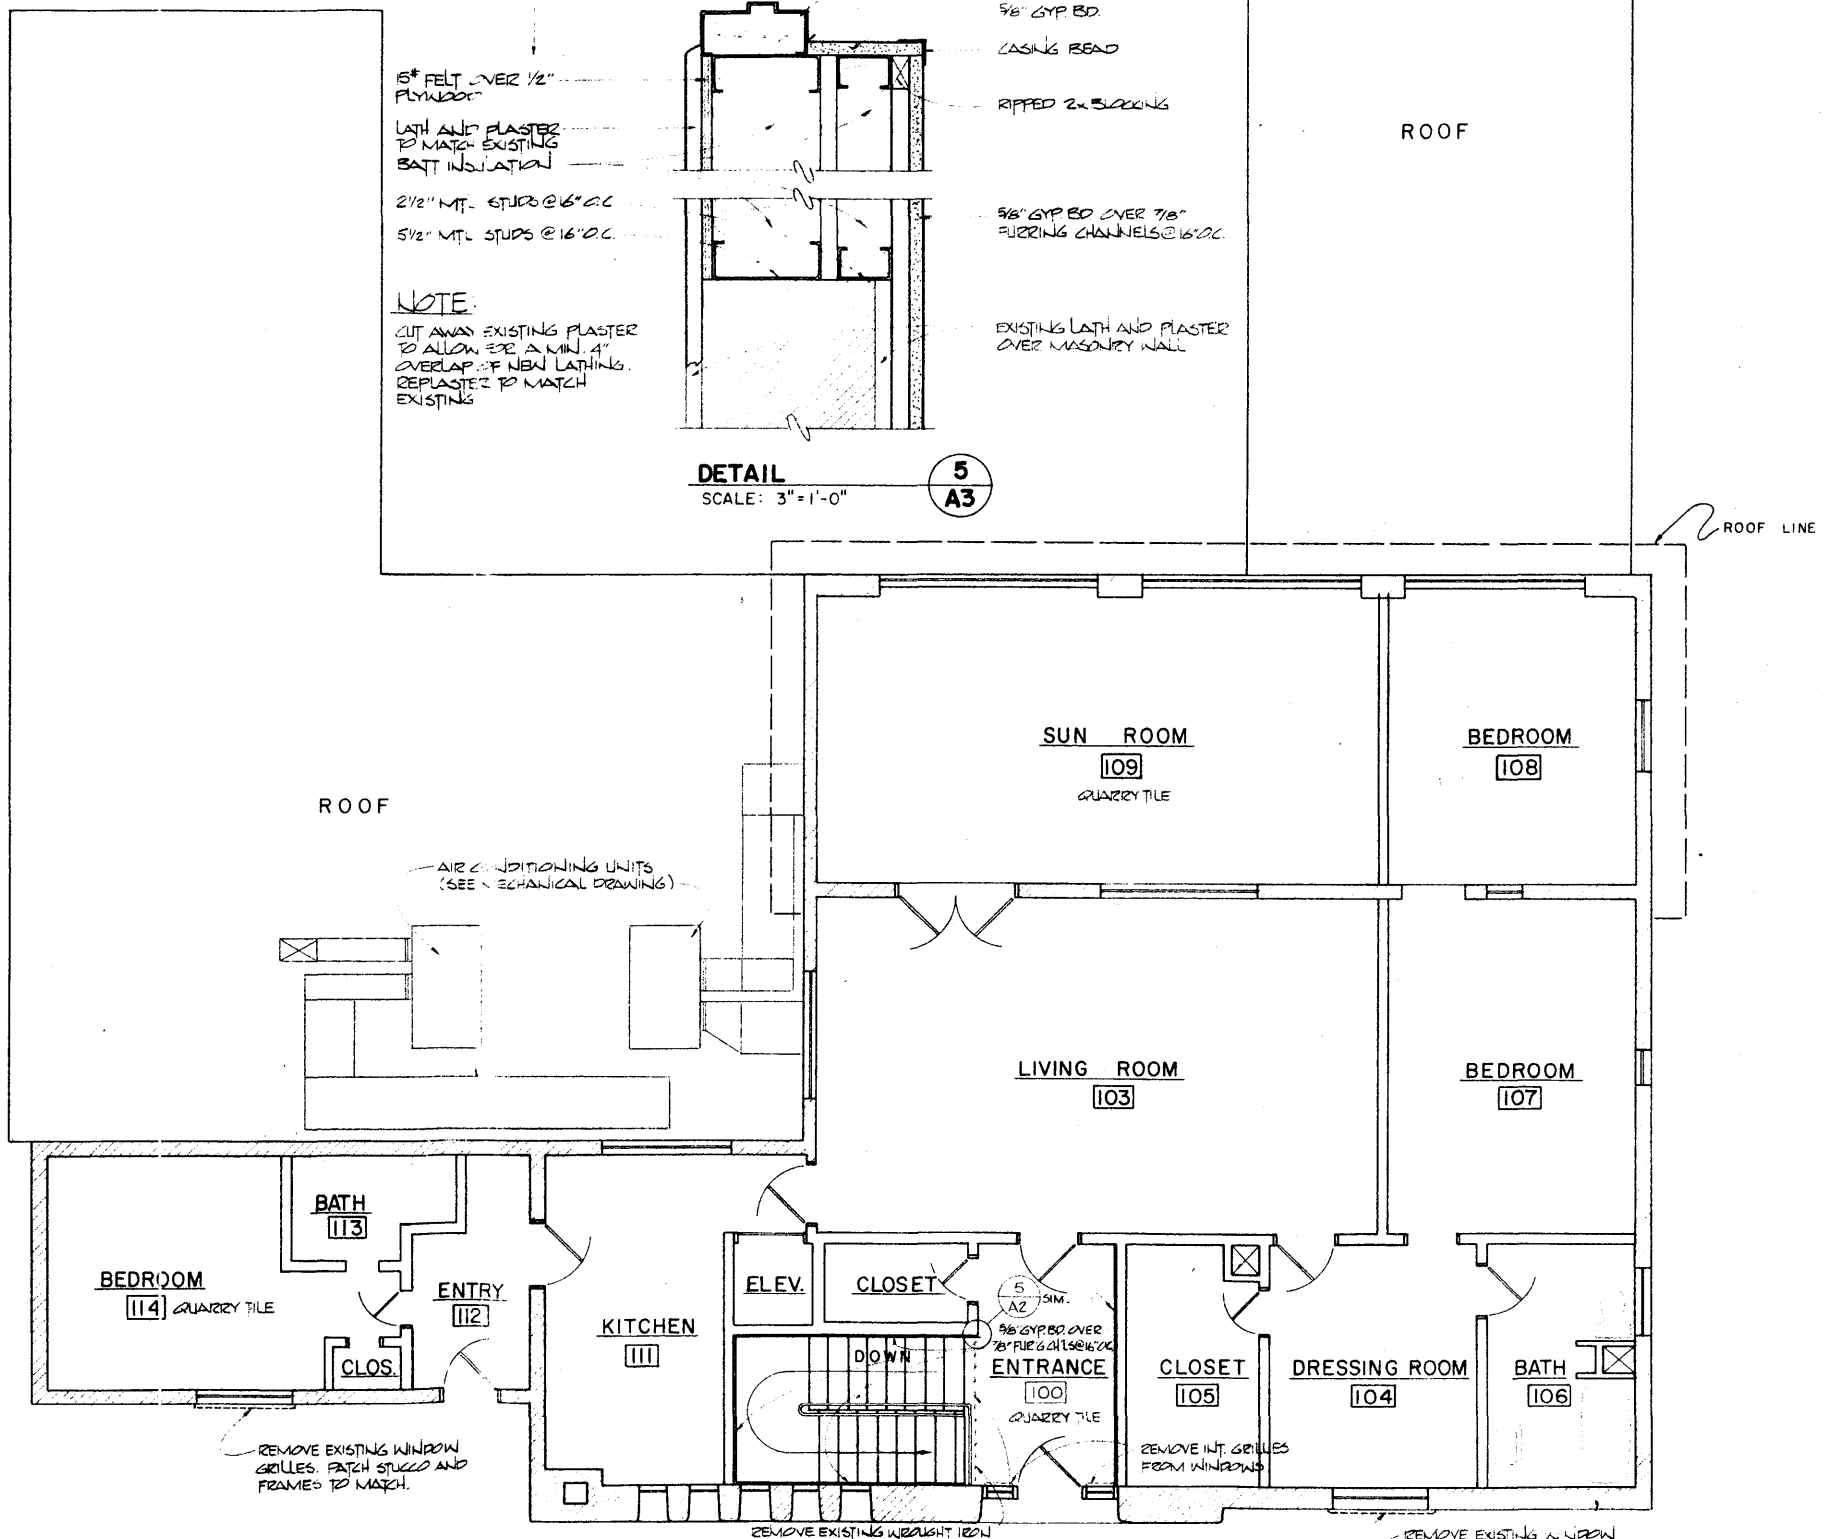 5/8" GYP. BD.
CASING BEAD
RIPPED 2x BLOCKING
15# FELT OVER 1/2"
PLYWOOD
LATH AND PLASTER
TO MATCH EXISTING
BATT INSULATION
2 1/2" MTL STUDS @ 16" O.C.
5 1/2" MTL STUDS @ 16" O.C.
5/8" GYP. BD OVER 7/8"
FURRING CHANNELS @ 16" O.C.
NOTE:
CUT AWAY EXISTING PLASTER
TO ALLOW FOR A MIN. 4"
OVERLAP OF NEW LATHING.
REPLASTER TO MATCH
EXISTING
EXISTING LATH AND PLASTER
OVER MASONRY WALL
DETAIL
SCALE: 3" = 1'-0"
5
A3
ROOF
ROOF LINE
SUN ROOM
109
QUARRY TILE
BEDROOM
108
ROOF
AIR CONDITIONING UNITS
(SEE MECHANICAL DRAWING)
LIVING ROOM
103
BEDROOM
107
BATH
113
BEDROOM
114 QUARRY TILE
ENTRY
112
CLOS.
KITCHEN
111
ELEV.
CLOSET
5
A2
SIM.
5/8" GYP. BD. OVER
7/8" FUR'G CH'LS @ 16" O.C.
DOWN
ENTRANCE
100
QUARRY TILE
CLOSET
105
DRESSING ROOM
104
BATH
106
REMOVE INT. GRILLES
FROM WINDOWS
REMOVE EXISTING WINDOW
GRILLES. PATCH STUCCO AND
FRAMES TO MATCH.
REMOVE EXISTING WROUGHT IRON
REMOVE EXISTING WINDOW